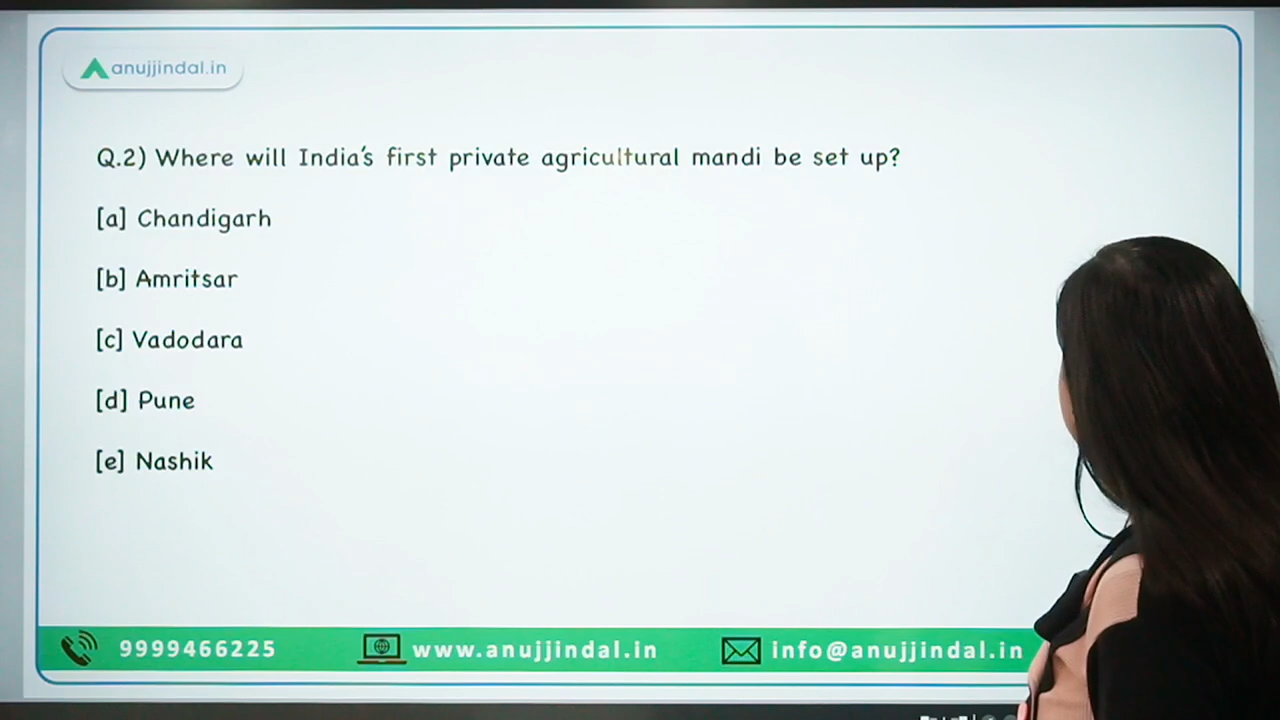 anujjindal.in
Q.2) Where will India's first private agricultural mandi be set up?
[a] Chandigarh
[b] Amritsar
[c] Vadodara
[d] Pune
[e] Nashik
9999466225 www.anujjindal.in info@anujjindal.in